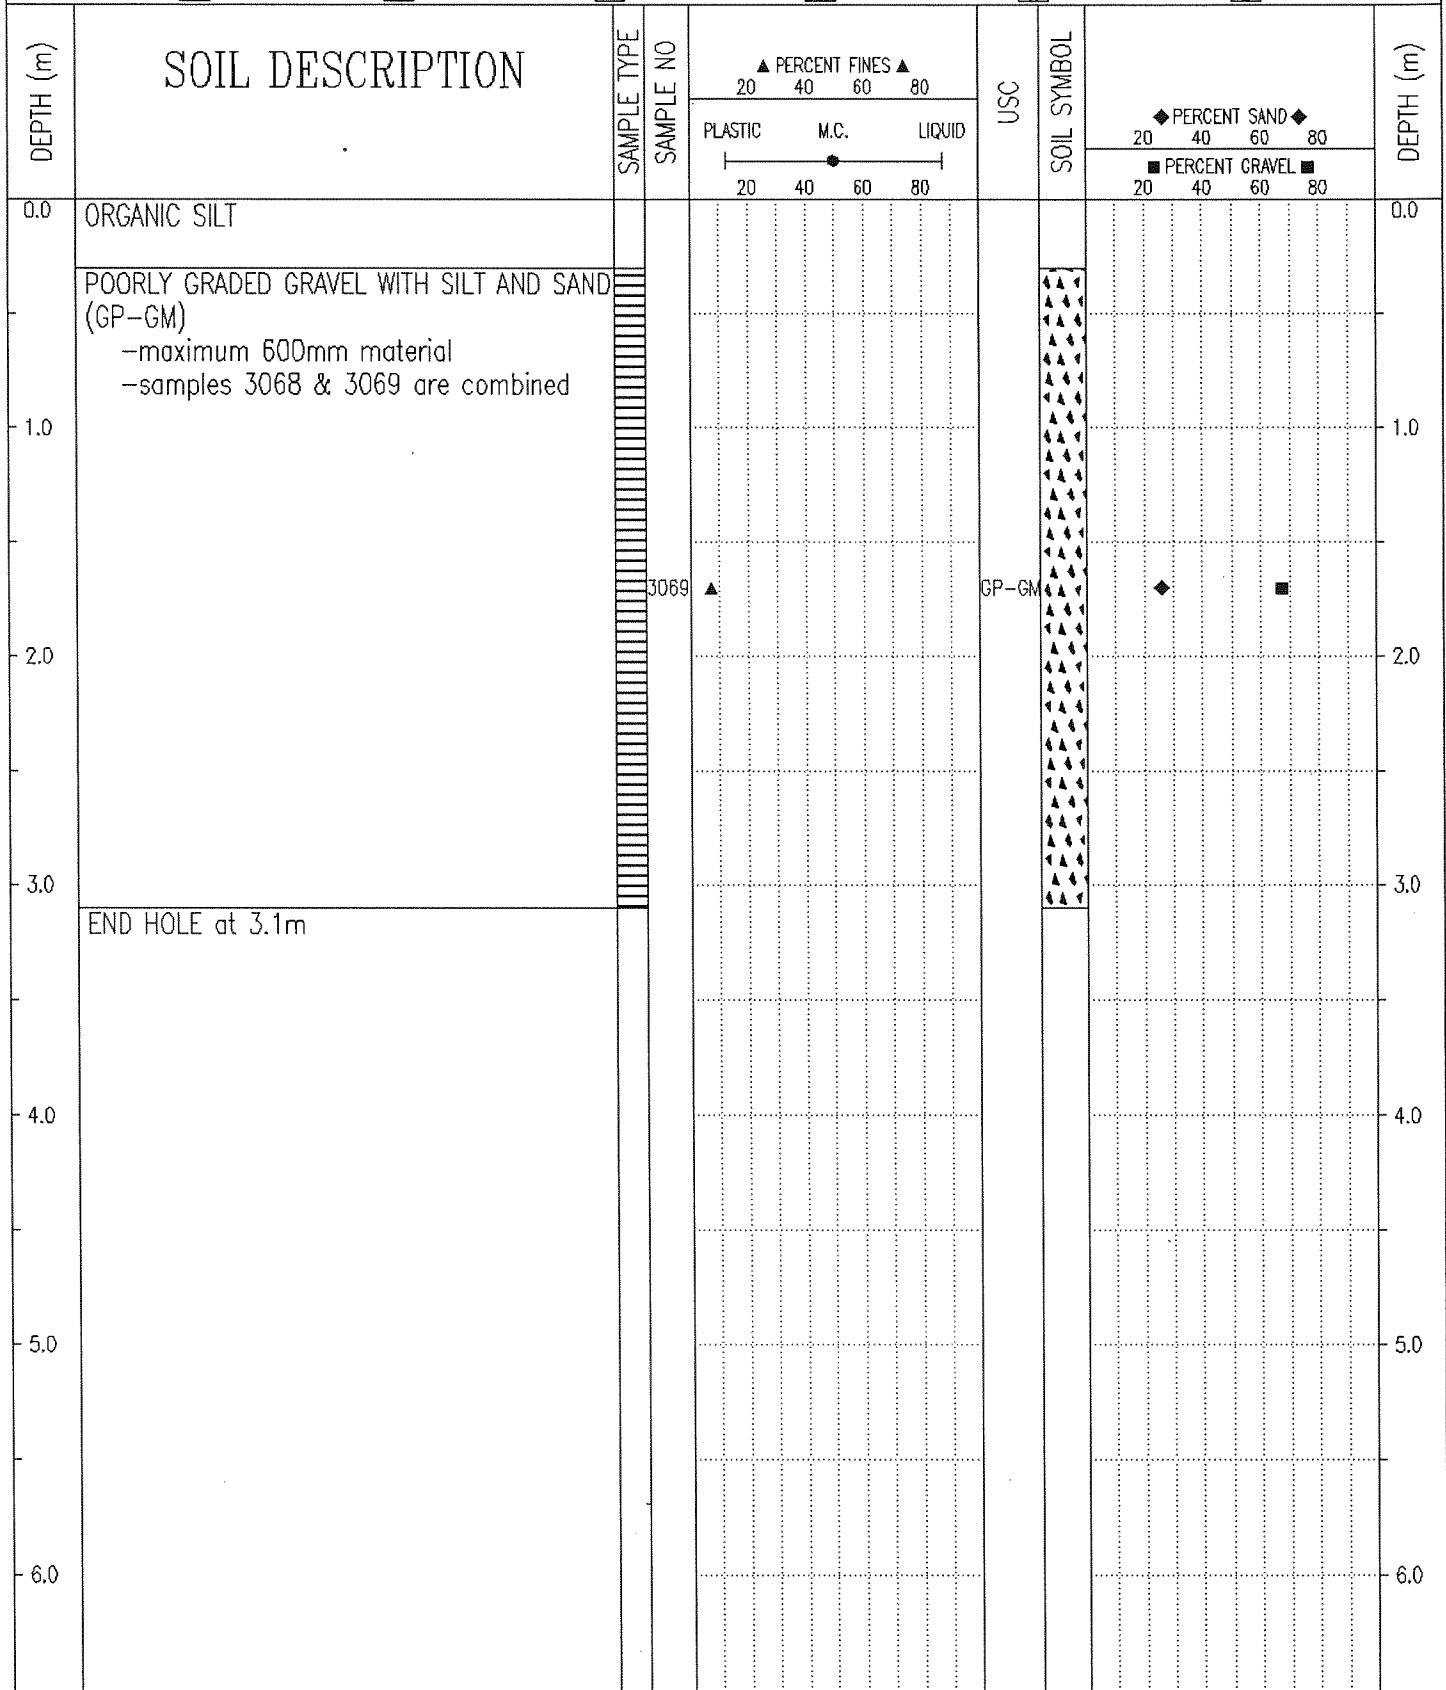 DEPTH (m)
SOIL DESCRIPTION
SAMPLE TYPE
SAMPLE NO
▲ PERCENT FINES ▲
20 40 60 80
PLASTIC M.C. LIQUID
20 40 60 80
USC
SOIL SYMBOL
◆ PERCENT SAND ◆
20 40 60 80
■ PERCENT GRAVEL ■
20 40 60 80
DEPTH (m)
0.0 ORGANIC SILT 0.0
POORLY GRADED GRAVEL WITH SILT AND SAND
(GP-GM)
-maximum 600mm material
-samples 3068 & 3069 are combined
1.0 1.0
3069 GP-GM
2.0 2.0
3.0 3.0
END HOLE at 3.1m
4.0 4.0
5.0 5.0
6.0 6.0